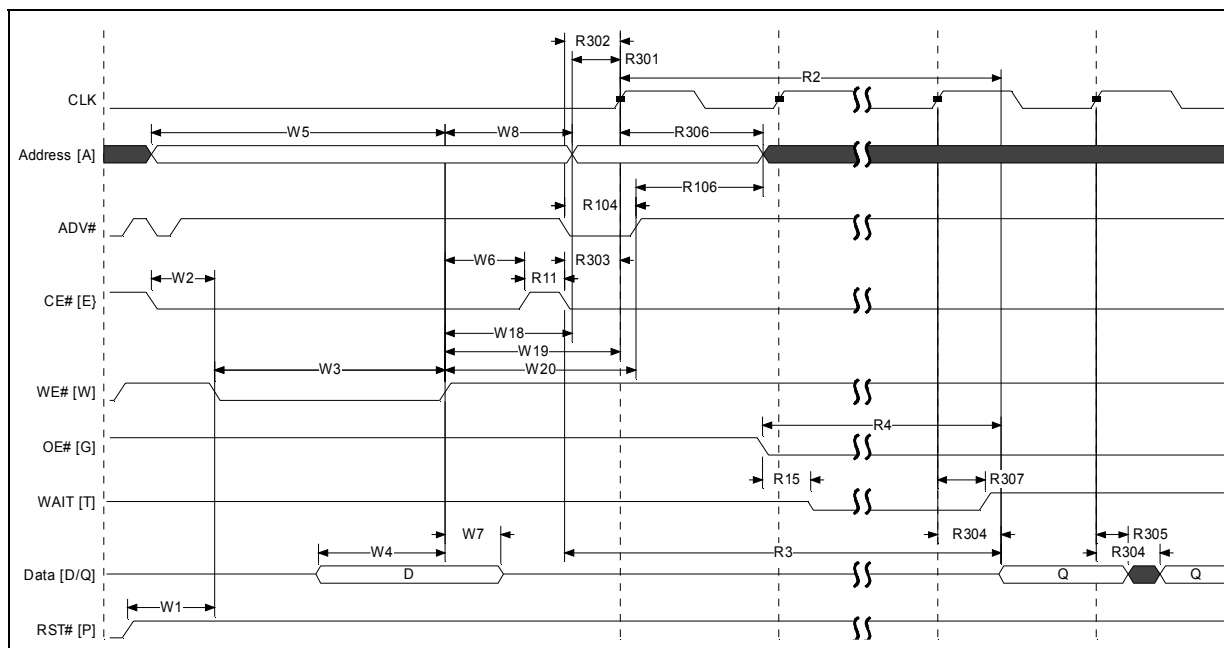 R302
R301
R2
CLK
W5
W8
R306
Address [A]
R106
R104
ADV#
W6
R303
W2
R11
CE# [E}
W18
W19
W3
W20
WE# [W]
R4
OE# [G]
R15
R307
WAIT [T]
W7
R304
R305
W4
R3
R304
Data [D/Q]
D
Q
Q
W1
RST# [P]